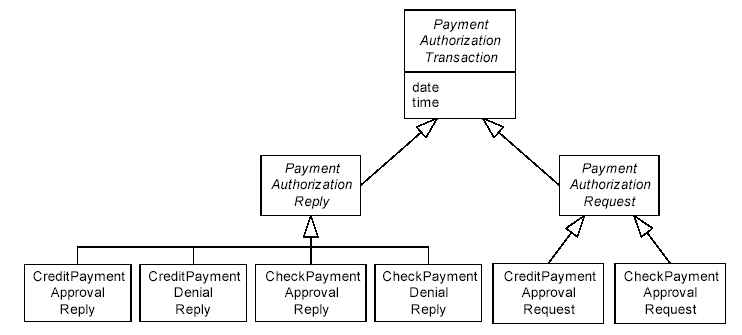 Payment
Authorization
Transaction
date
time
Payment
Authorization
Reply
Payment
Authorization
Request
CreditPayment
Approval
Reply
CreditPayment
Denial
Reply
CheckPayment
Approval
Reply
CheckPayment
Denial
Reply
CreditPayment
Approval
Request
CheckPayment
Approval
Request